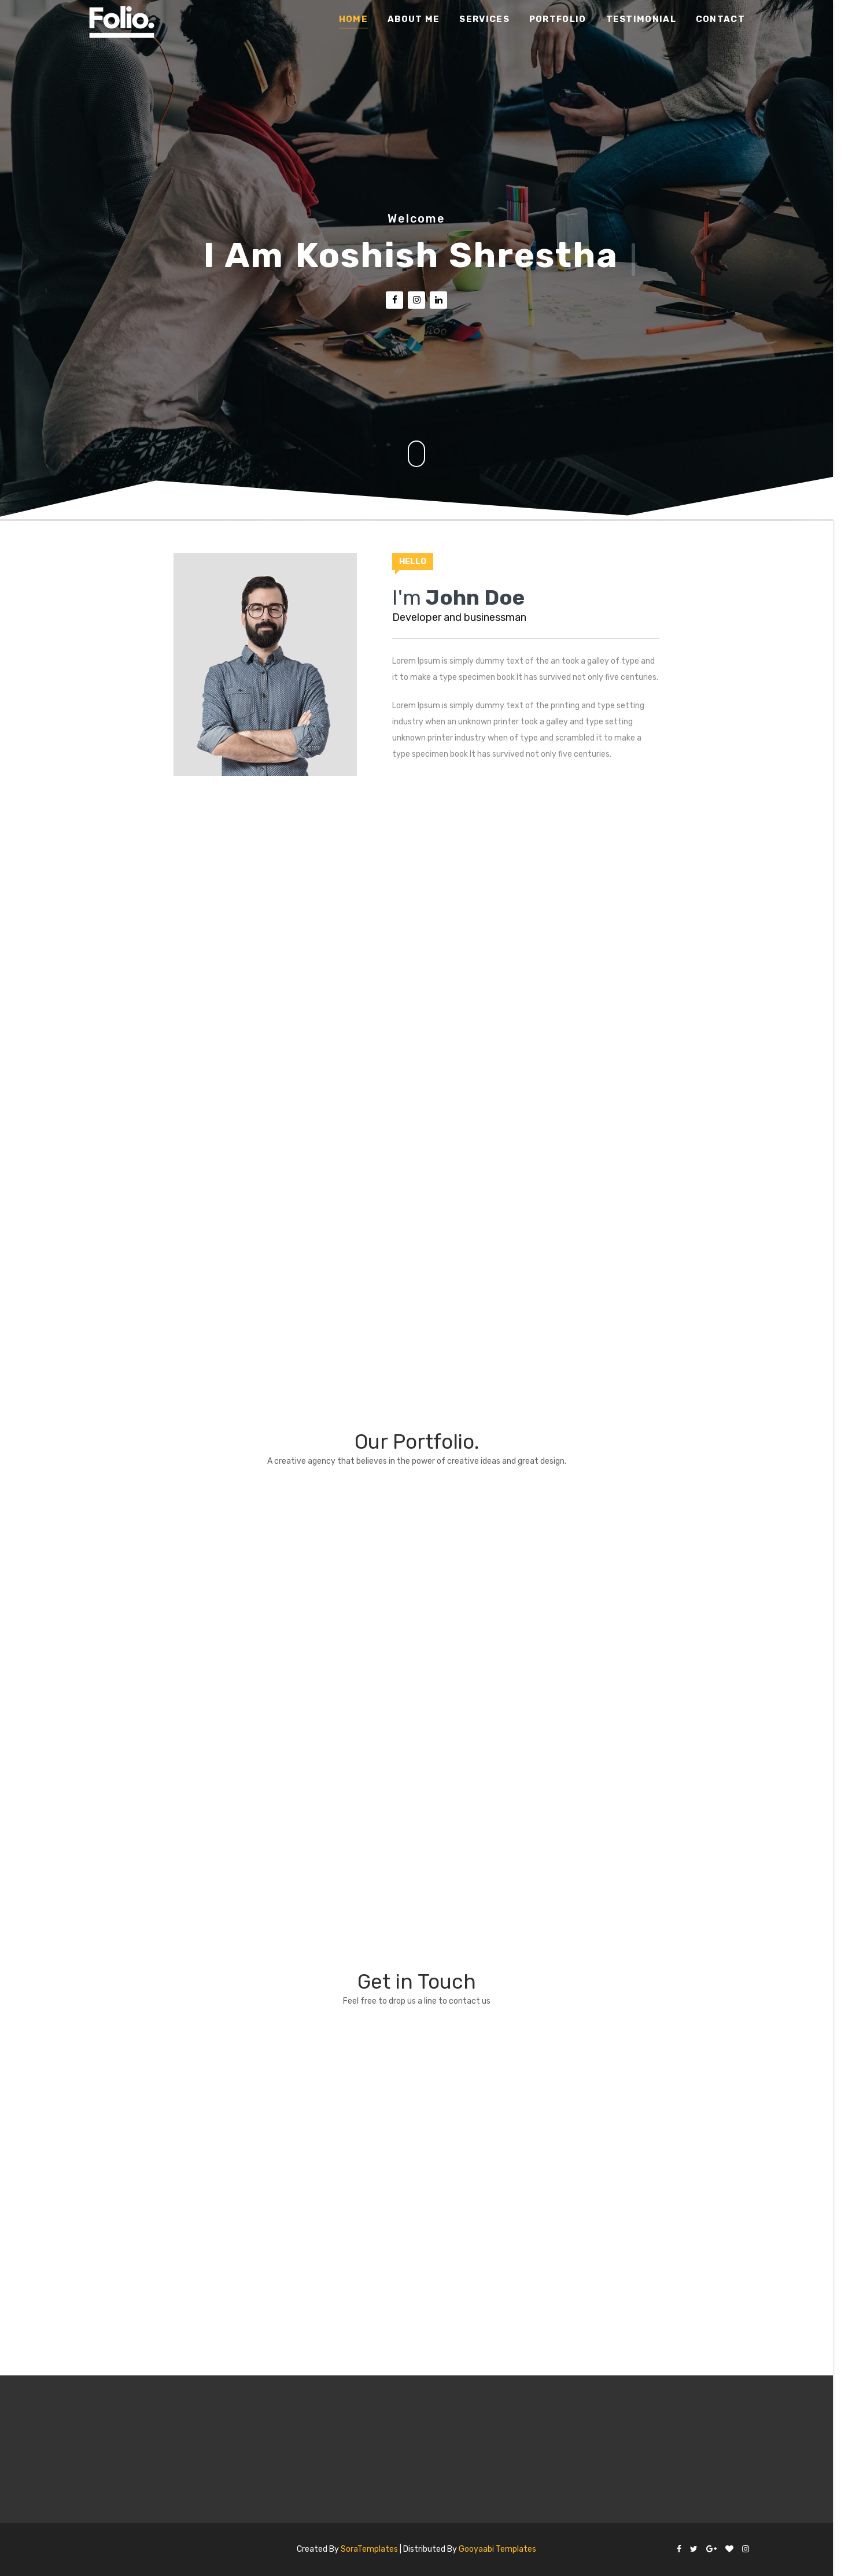 Folio.
HOME ABOUT ME SERVICES PORTFOLIO TESTIMONIAL CONTACT
Welcome
I Am Koshish Shrestha
HELLO
I'm John Doe
Developer and businessman
Lorem Ipsum is simply dummy text of the an took a galley of type and
it to make a type specimen book It has survived not only five centuries.
Lorem Ipsum is simply dummy text of the printing and type setting
industry when an unknown printer took a galley and type setting
unknown printer industry when of type and scrambled it to make a
type specimen book It has survived not only five centuries.
Our Portfolio.
A creative agency that believes in the power of creative ideas and great design.
Get in Touch
Feel free to drop us a line to contact us
Created By SoraTemplates | Distributed By Gooyaabi Templates